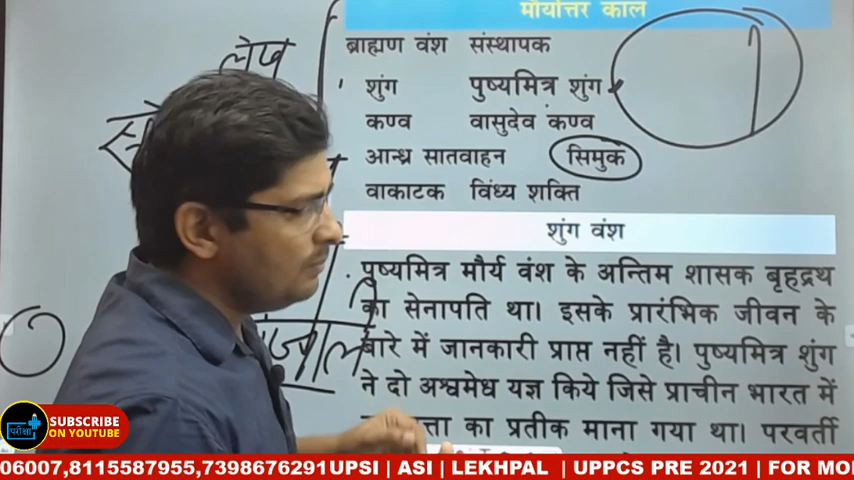 मौर्योत्तर काल
लेख
ब्राह्मण वंश संस्थापक
शुंग पुष्यमित्र शुंग
कण्व वासुदेव कण्व
आन्ध्र सातवाहन सिमुक
वाकाटक विंध्य शक्ति
शुंग वंश
पुष्यमित्र मौर्य वंश के अन्तिम शासक बृहद्रथ
का सेनापति था। इसके प्रारंभिक जीवन के
बारे में जानकारी प्राप्त नहीं है। पुष्यमित्र शुंग
ने दो अश्वमेध यज्ञ किये जिसे प्राचीन भारत में
का प्रतीक माना गया था। परवर्ती
परीक्षा
SUBSCRIBE
ON YOUTUBE
06007,8115587955,7398676291UPSI | ASI | LEKHPAL | UPPCS PRE 2021 | FOR MO